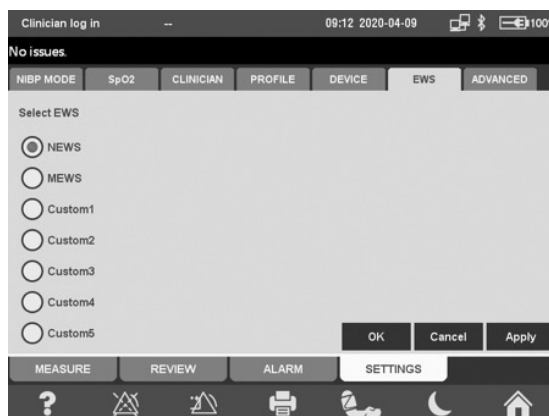 Clinician log in -- 09:12 2020-04-09 100
No issues.
NIBP MODE SpO2 CLINICIAN PROFILE DEVICE EWS ADVANCED
Select EWS
NEWS
MEWS
Custom1
Custom2
Custom3
Custom4
Custom5
OK Cancel Apply
MEASURE REVIEW ALARM SETTINGS
?